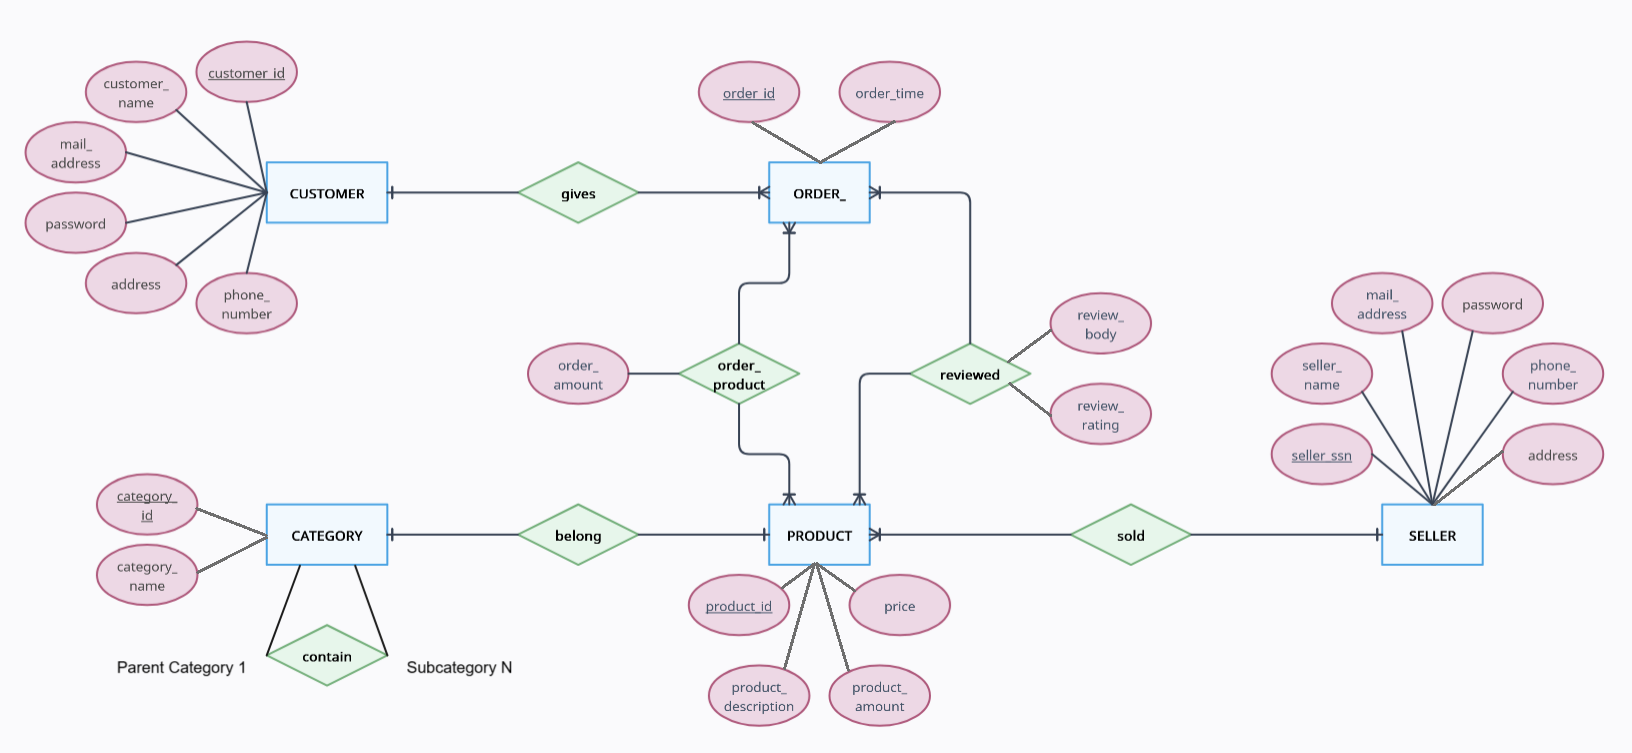 customer_id
customer_
name
mail_
address
password
address
phone_
number
CUSTOMER
gives
order_id
order_time
ORDER_
order_
amount
order_
product
reviewed
review_
body
review_
rating
mail_
address
password
seller_
name
phone_
number
seller_ssn
address
category_
id
category_
name
CATEGORY
belong
PRODUCT
sold
SELLER
product_id
price
product_
description
product_
amount
Parent Category 1
contain
Subcategory N